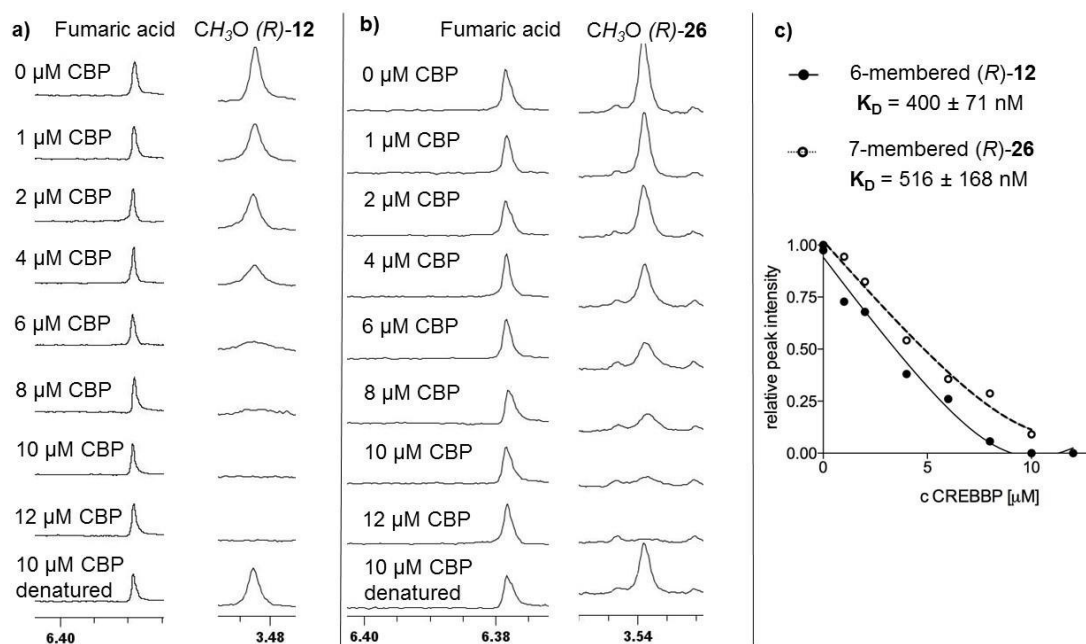 a) Fumaric acid CH3O (R)-12
0 µM CBP
1 µM CBP
2 µM CBP
4 µM CBP
6 µM CBP
8 µM CBP
10 µM CBP
12 µM CBP
10 µM CBP
denatured
6.40 3.48
b) Fumaric acid CH3O (R)-26
0 µM CBP
1 µM CBP
2 µM CBP
4 µM CBP
6 µM CBP
8 µM CBP
10 µM CBP
12 µM CBP
10 µM CBP
denatured
6.40 6.38 3.54
c)
6-membered (R)-12
KD = 400 ± 71 nM
7-membered (R)-26
KD = 516 ± 168 nM
relative peak intensity
1.00
0.75
0.50
0.25
0.00
0 5 10
c CREBBP [µM]